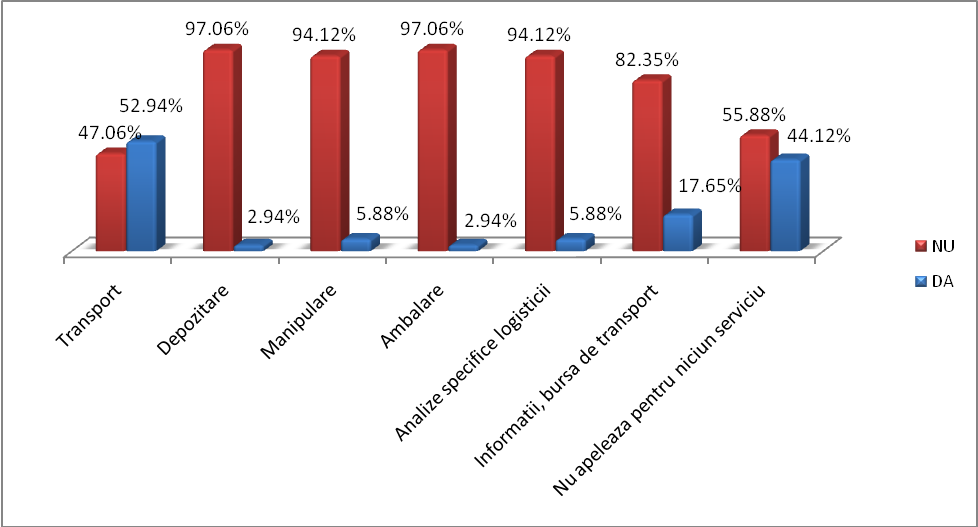 97.06%
94.12%
97.06%
94.12%
82.35%
55.88%
52.94%
47.06%
44.12%
17.65%
2.94%
5.88%
2.94%
5.88%
NU
DA
Transport
Depozitare
Manipulare
Ambalare
Analize specifice logisticii
Informatii, bursa de transport
Nu apeleaza pentru niciun serviciu